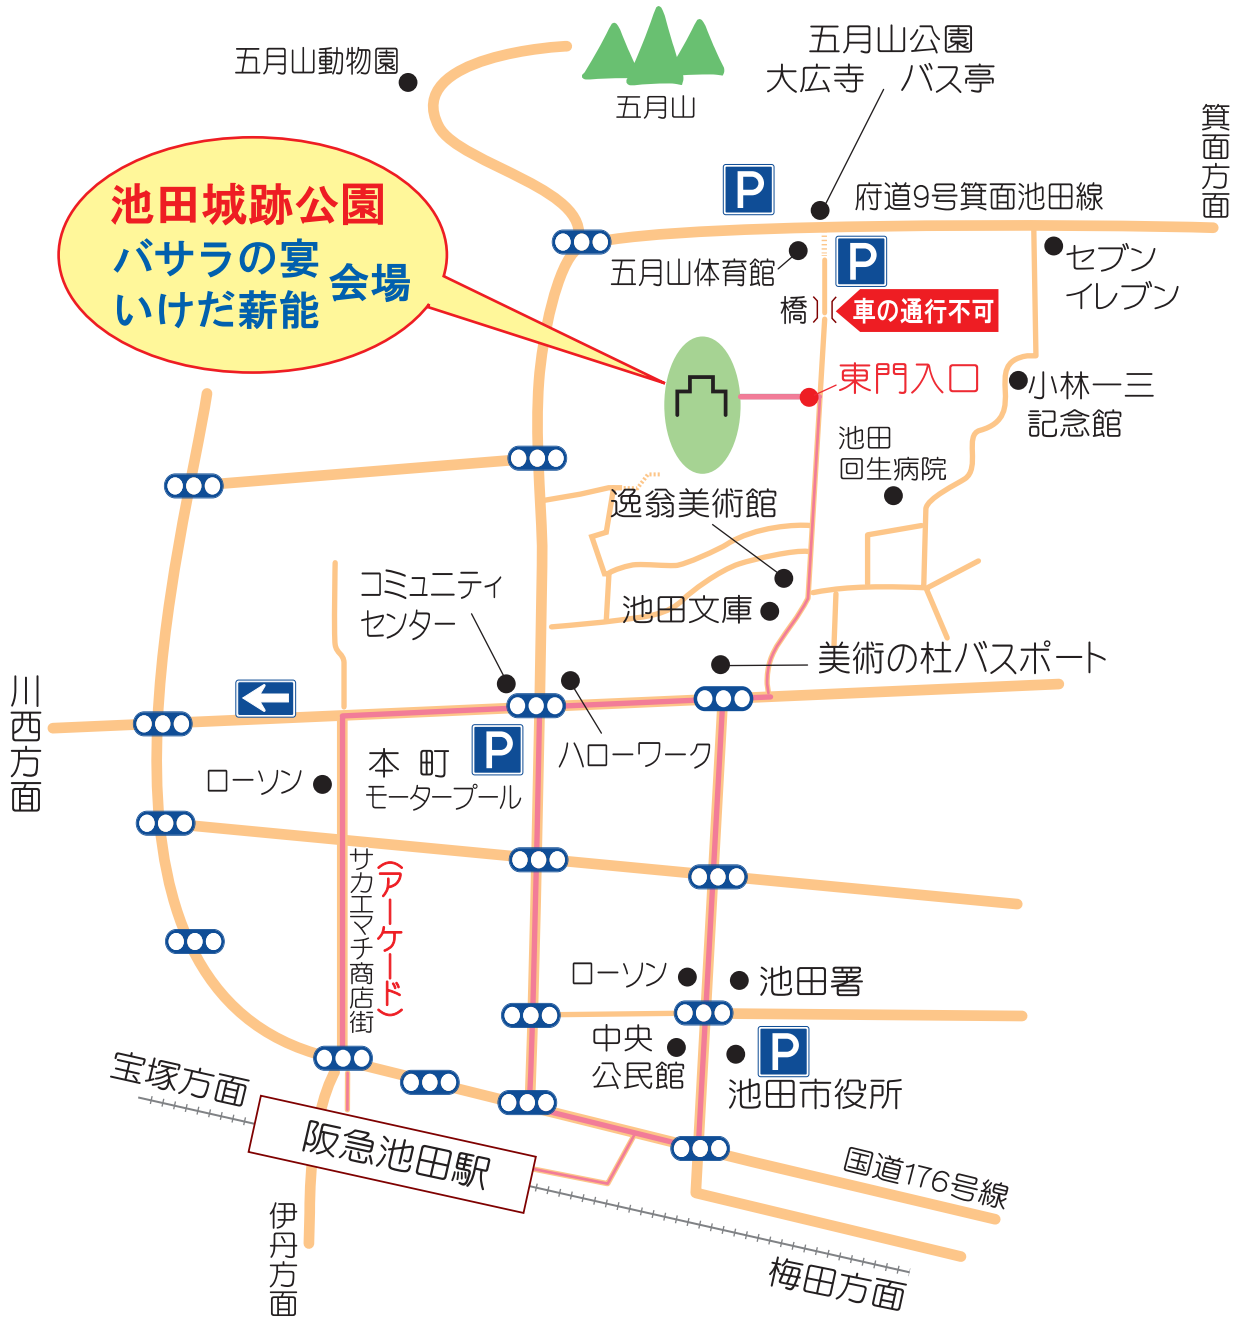 五月山動物園
五月山
五月山公園
大広寺 バス亭
箕面方面
P
府道9号箕面池田線
池田城跡公園
バサラの宴
いけだ薪能
会場
五月山体育館
P
セブン
イレブン
橋
車の通行不可
東門入口
小林一三
記念館
池田
回生病院
逸翁美術館
コミュニティ
センター
池田文庫
美術の杜バスポート
川西方面
P
ハローワーク
本町
モータープール
ローソン
サカエマチ商店街
(アーケード)
ローソン
池田署
中央
公民館
P
池田市役所
宝塚方面
阪急池田駅
国道176号線
伊丹方面
梅田方面